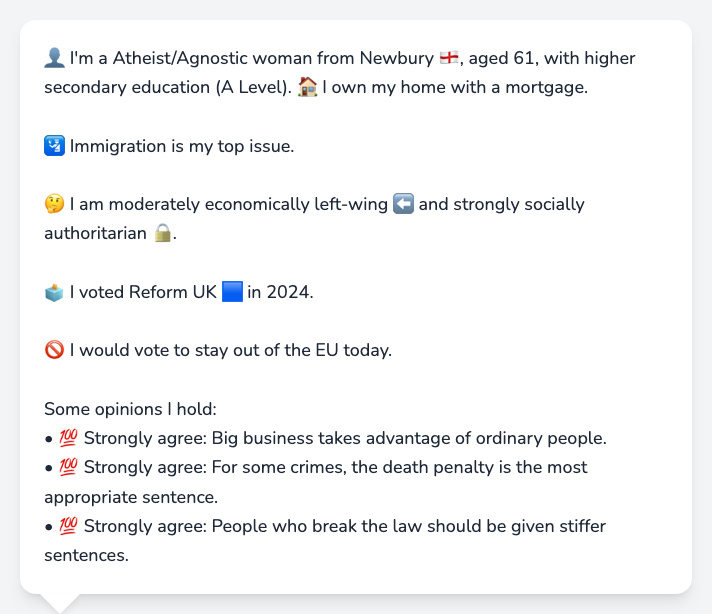 👤 I'm a Atheist/Agnostic woman from Newbury 🏴󠁧󠁢󠁥󠁮󠁧󠁿, aged 61, with higher
secondary education (A Level). 🏠 I own my home with a mortgage.
🛂 Immigration is my top issue.
🤔 I am moderately economically left-wing ⬅️ and strongly socially
authoritarian 🔒.
🗳️ I voted Reform UK 🟦 in 2024.
🚫 I would vote to stay out of the EU today.
Some opinions I hold:
• 💯 Strongly agree: Big business takes advantage of ordinary people.
• 💯 Strongly agree: For some crimes, the death penalty is the most
appropriate sentence.
• 💯 Strongly agree: People who break the law should be given stiffer
sentences.